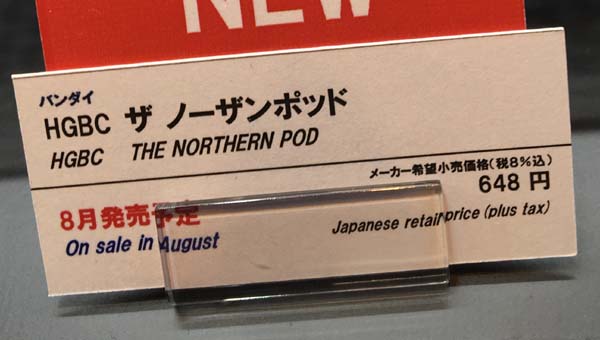 NEW
バンダイ
HGBC ザ ノーザンポッド
HGBC THE NORTHERN POD
メーカー希望小売価格(税8%込)
648 円
8月発売予定
Japanese retail price (plus tax)
On sale in August